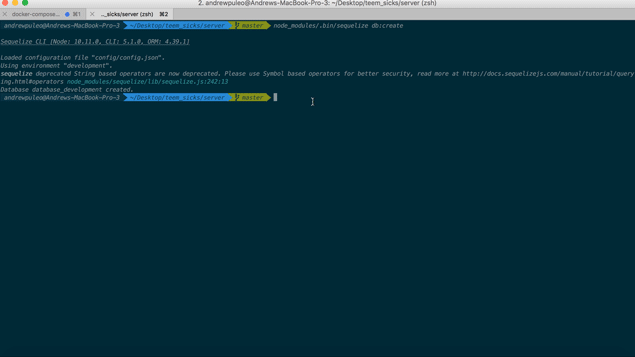 2. andrewpuleo@Andrews-MacBook-Pro-3: ~/Desktop/teem_sicks/server (zsh)
docker-compose... ⌘1 .._sicks/server (zsh) ⌘2
andrewpuleo@Andrews-MacBook-Pro-3 ~/Desktop/teem_sicks/server master node_modules/.bin/sequelize db:create
Sequelize CLI [Node: 10.11.0, CLI: 5.1.0, ORM: 4.39.1]
Loaded configuration file "config/config.json".
Using environment "development".
sequelize deprecated String based operators are now deprecated. Please use Symbol based operators for better security, read more at http://docs.sequelizejs.com/manual/tutorial/query
ing.html#operators node_modules/sequelize/lib/sequelize.js:242:13
Database database_development created.
andrewpuleo@Andrews-MacBook-Pro-3 ~/Desktop/teem_sicks/server master